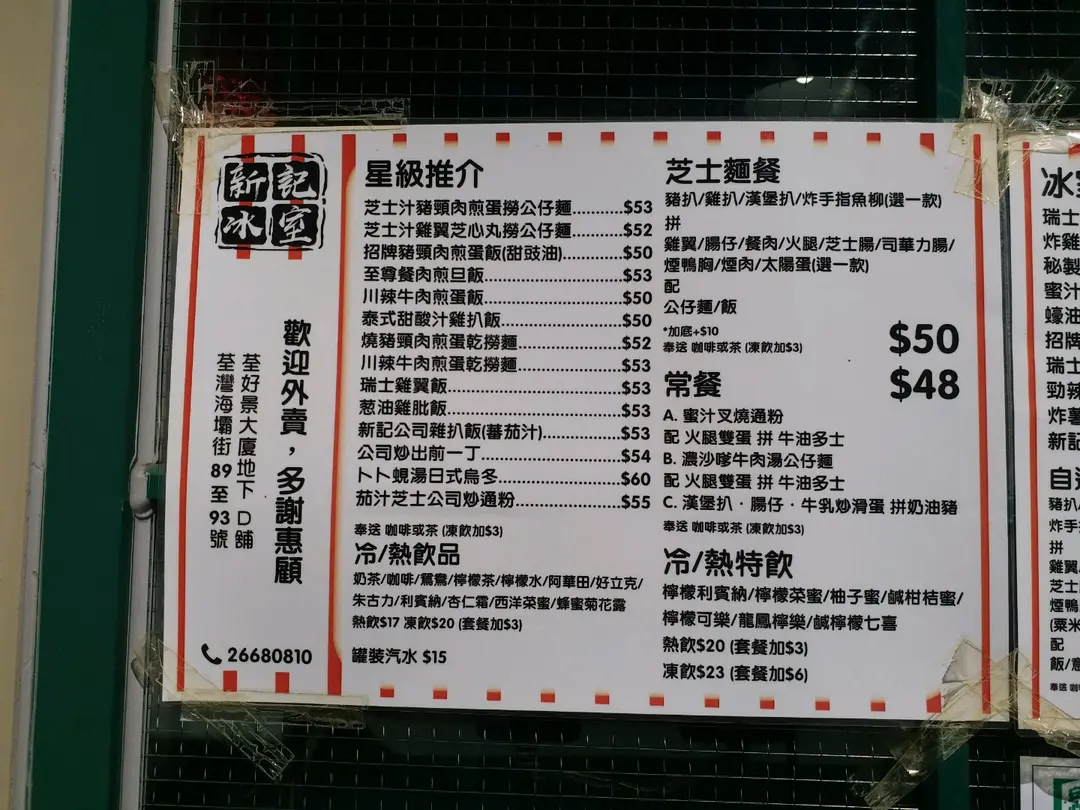 新記
冰室
歡迎外賣，多謝惠顧
荃好景大廈地下 D舖
荃灣海壩街 89 至 93 號
26680810
星級推介
芝士汁豬頸肉煎蛋撈公仔麵............$53
芝士汁雞翼芝心丸撈公仔麵............$52
招牌豬頸肉煎蛋飯(甜豉油)............$50
至尊餐肉煎旦飯............$53
川辣牛肉煎蛋飯............$50
泰式甜酸汁雞扒飯............$50
燒豬頸肉煎蛋乾撈麵............$52
川辣牛肉煎蛋乾撈麵............$53
瑞士雞翼飯............$53
葱油雞肶飯............$53
新記公司雜扒飯(蕃茄汁)............$53
公司炒出前一丁............$54
卜卜蜆湯日式烏冬............$60
茄汁芝士公司炒通粉............$55
奉送 咖啡或茶 (凍飲加$3)
冷/熱飲品
奶茶/咖啡/鴛鴦/檸檬茶/檸檬水/阿華田/好立克/
朱古力/利賓納/杏仁霜/西洋菜蜜/蜂蜜菊花露
熱飲$17 凍飲$20 (套餐加$3)
罐裝汽水 $15
芝士麵餐
豬扒/雞扒/漢堡扒/炸手指魚柳(選一款)
拼
雞翼/腸仔/餐肉/火腿/芝士腸/司華力腸/
煙鴨胸/煙肉/太陽蛋(選一款)
配
公仔麵/飯
*加底+$10
奉送 咖啡或茶 (凍飲加$3)
$50
常餐
$48
A. 蜜汁叉燒通粉
配 火腿雙蛋 拼 牛油多士
B. 濃沙嗲牛肉湯公仔麵
配 火腿雙蛋 拼 牛油多士
C. 漢堡扒．腸仔．牛乳炒滑蛋 拼奶油豬
奉送 咖啡或茶 (凍飲加$3)
冷/熱特飲
檸檬利賓納/檸檬菜蜜/柚子蜜/鹹柑桔蜜/
檸檬可樂/龍鳳檸樂/鹹檸檬七喜
熱飲$20 (套餐加$3)
凍飲$23 (套餐加$6)
瑞士
炸雞
秘製
蜜汁
蠔油
招牌
瑞士
勁辣
炸薯
新記
豬扒/
炸手
拼
雞翼
芝士
煙鴨
(粟米
配
飯/
奉送 咖